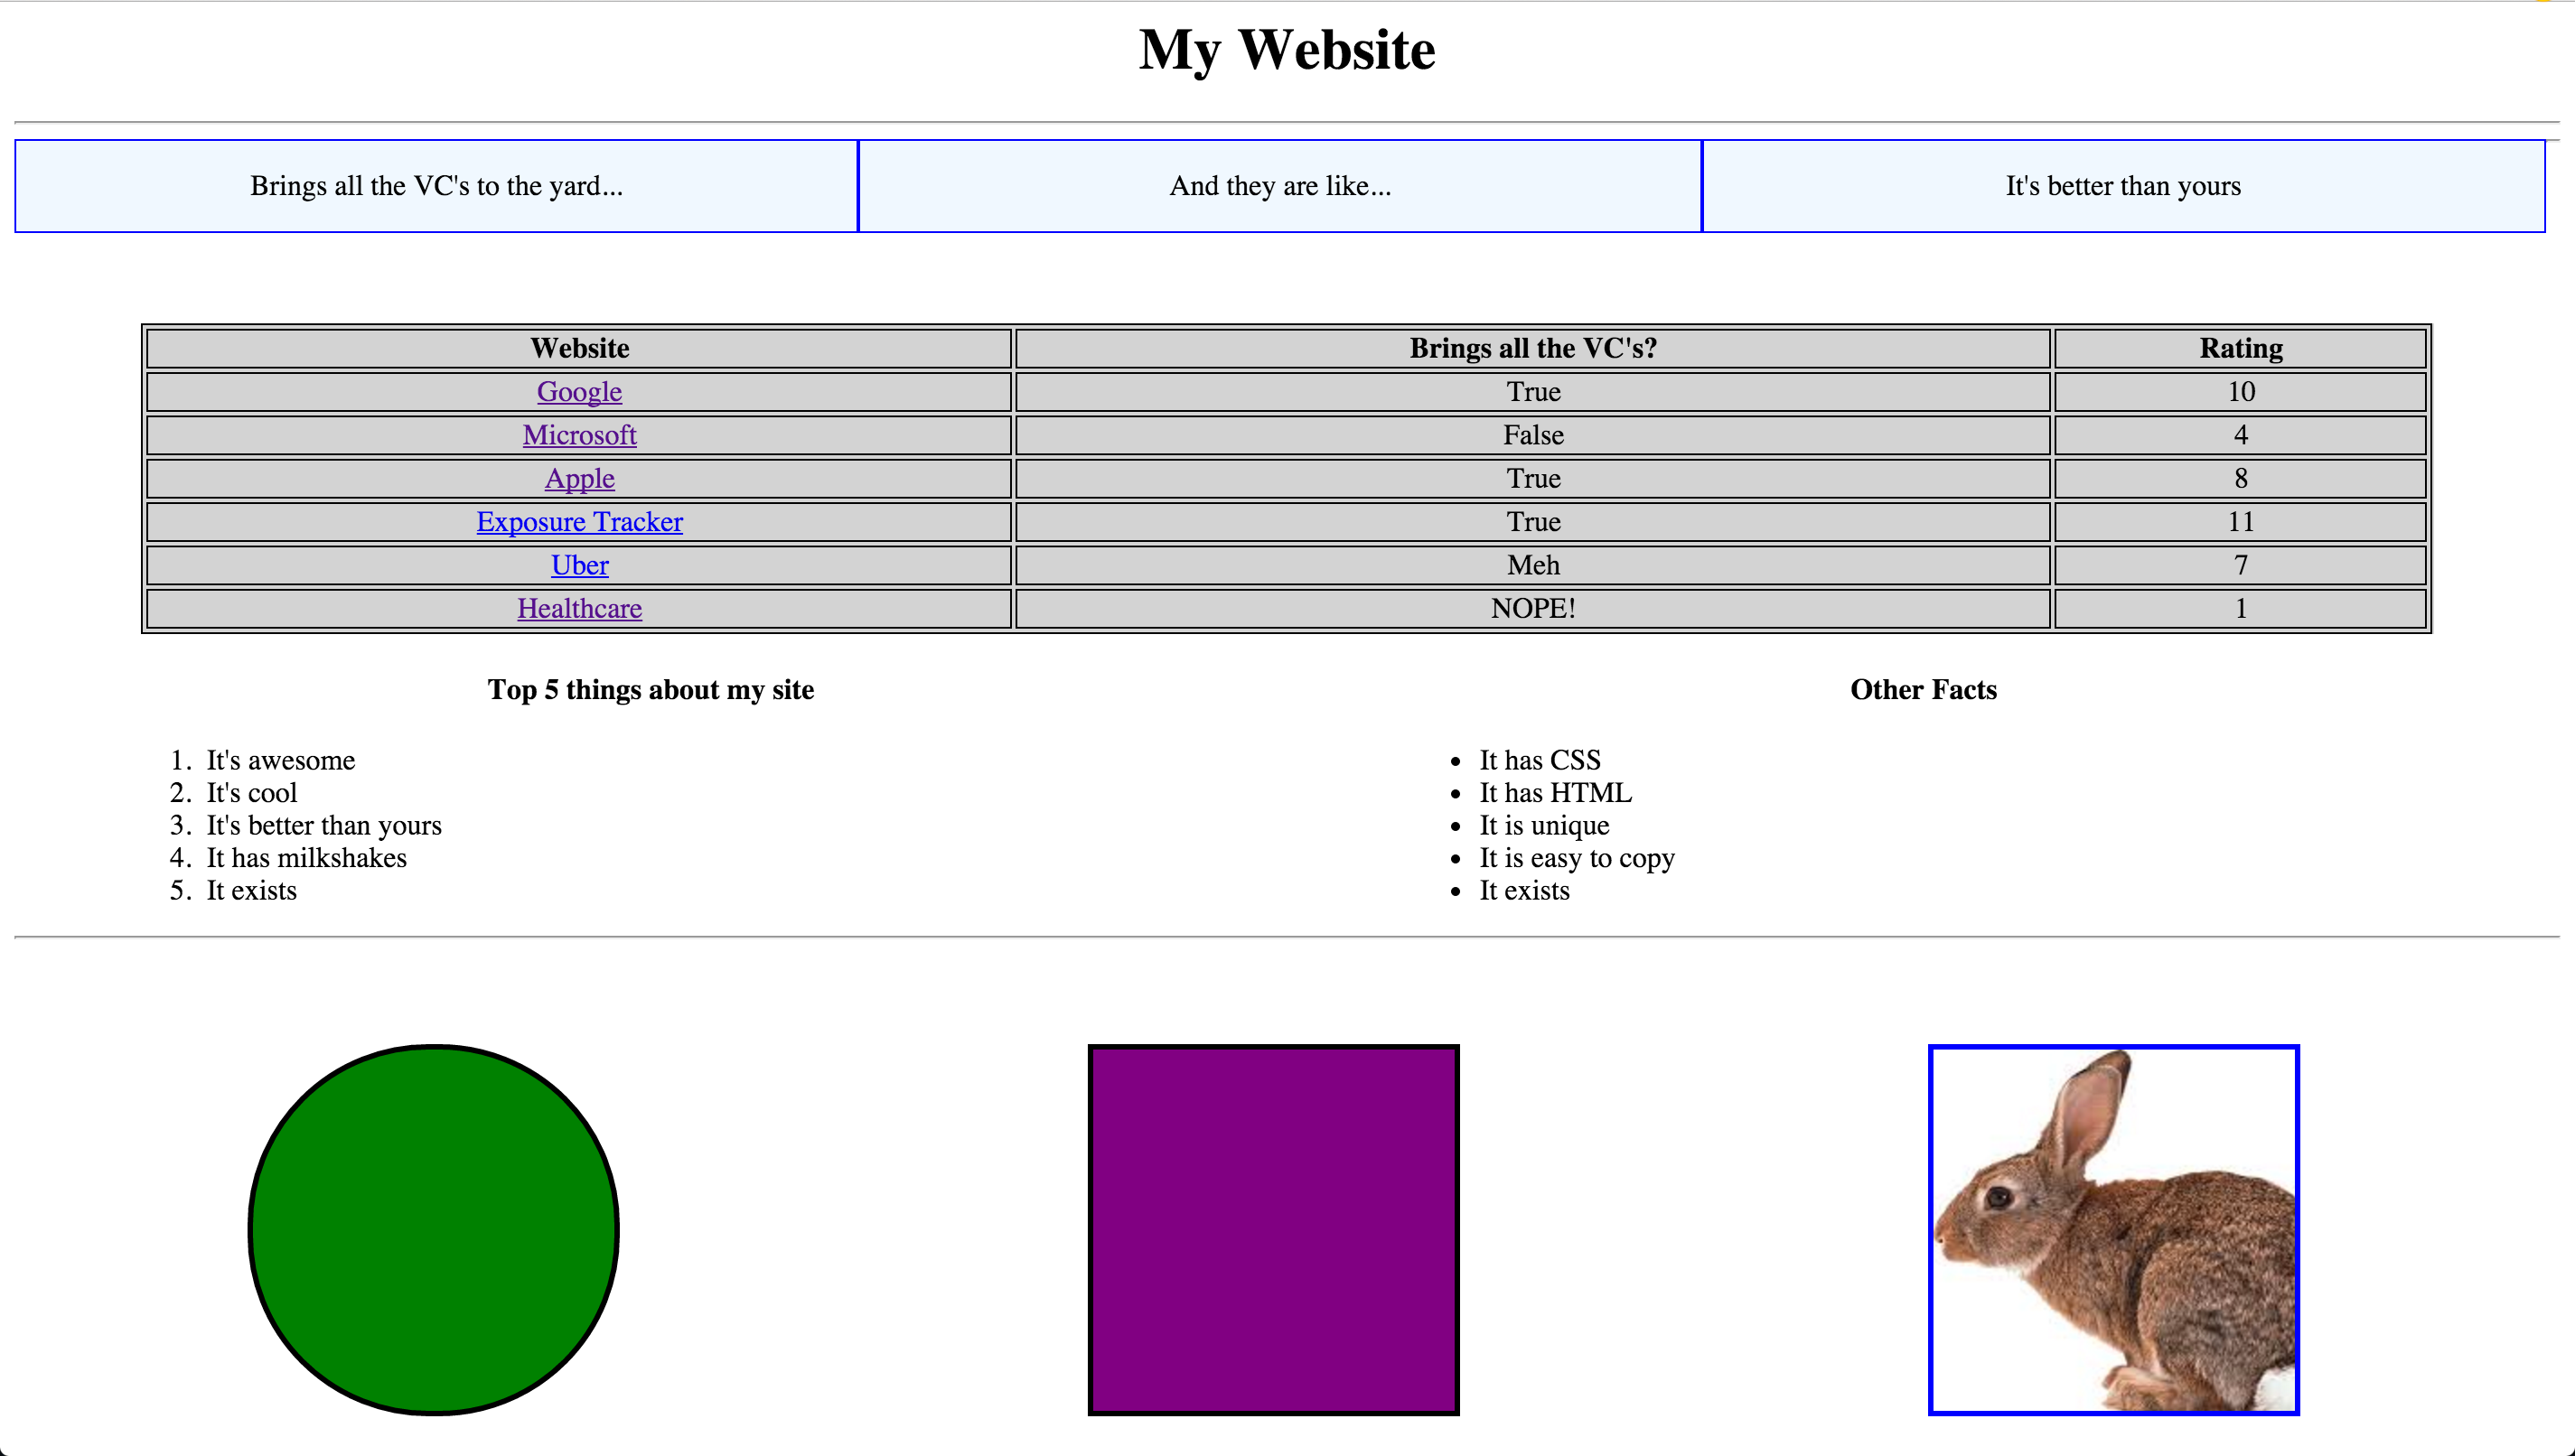 My Website
Brings all the VC's to the yard... And they are like... It's better than yours
Website Brings all the VC's? Rating
Google True 10
Microsoft False 4
Apple True 8
Exposure Tracker True 11
Uber Meh 7
Healthcare NOPE! 1
Top 5 things about my site
1. It's awesome
2. It's cool
3. It's better than yours
4. It has milkshakes
5. It exists
Other Facts
• It has CSS
• It has HTML
• It is unique
• It is easy to copy
• It exists